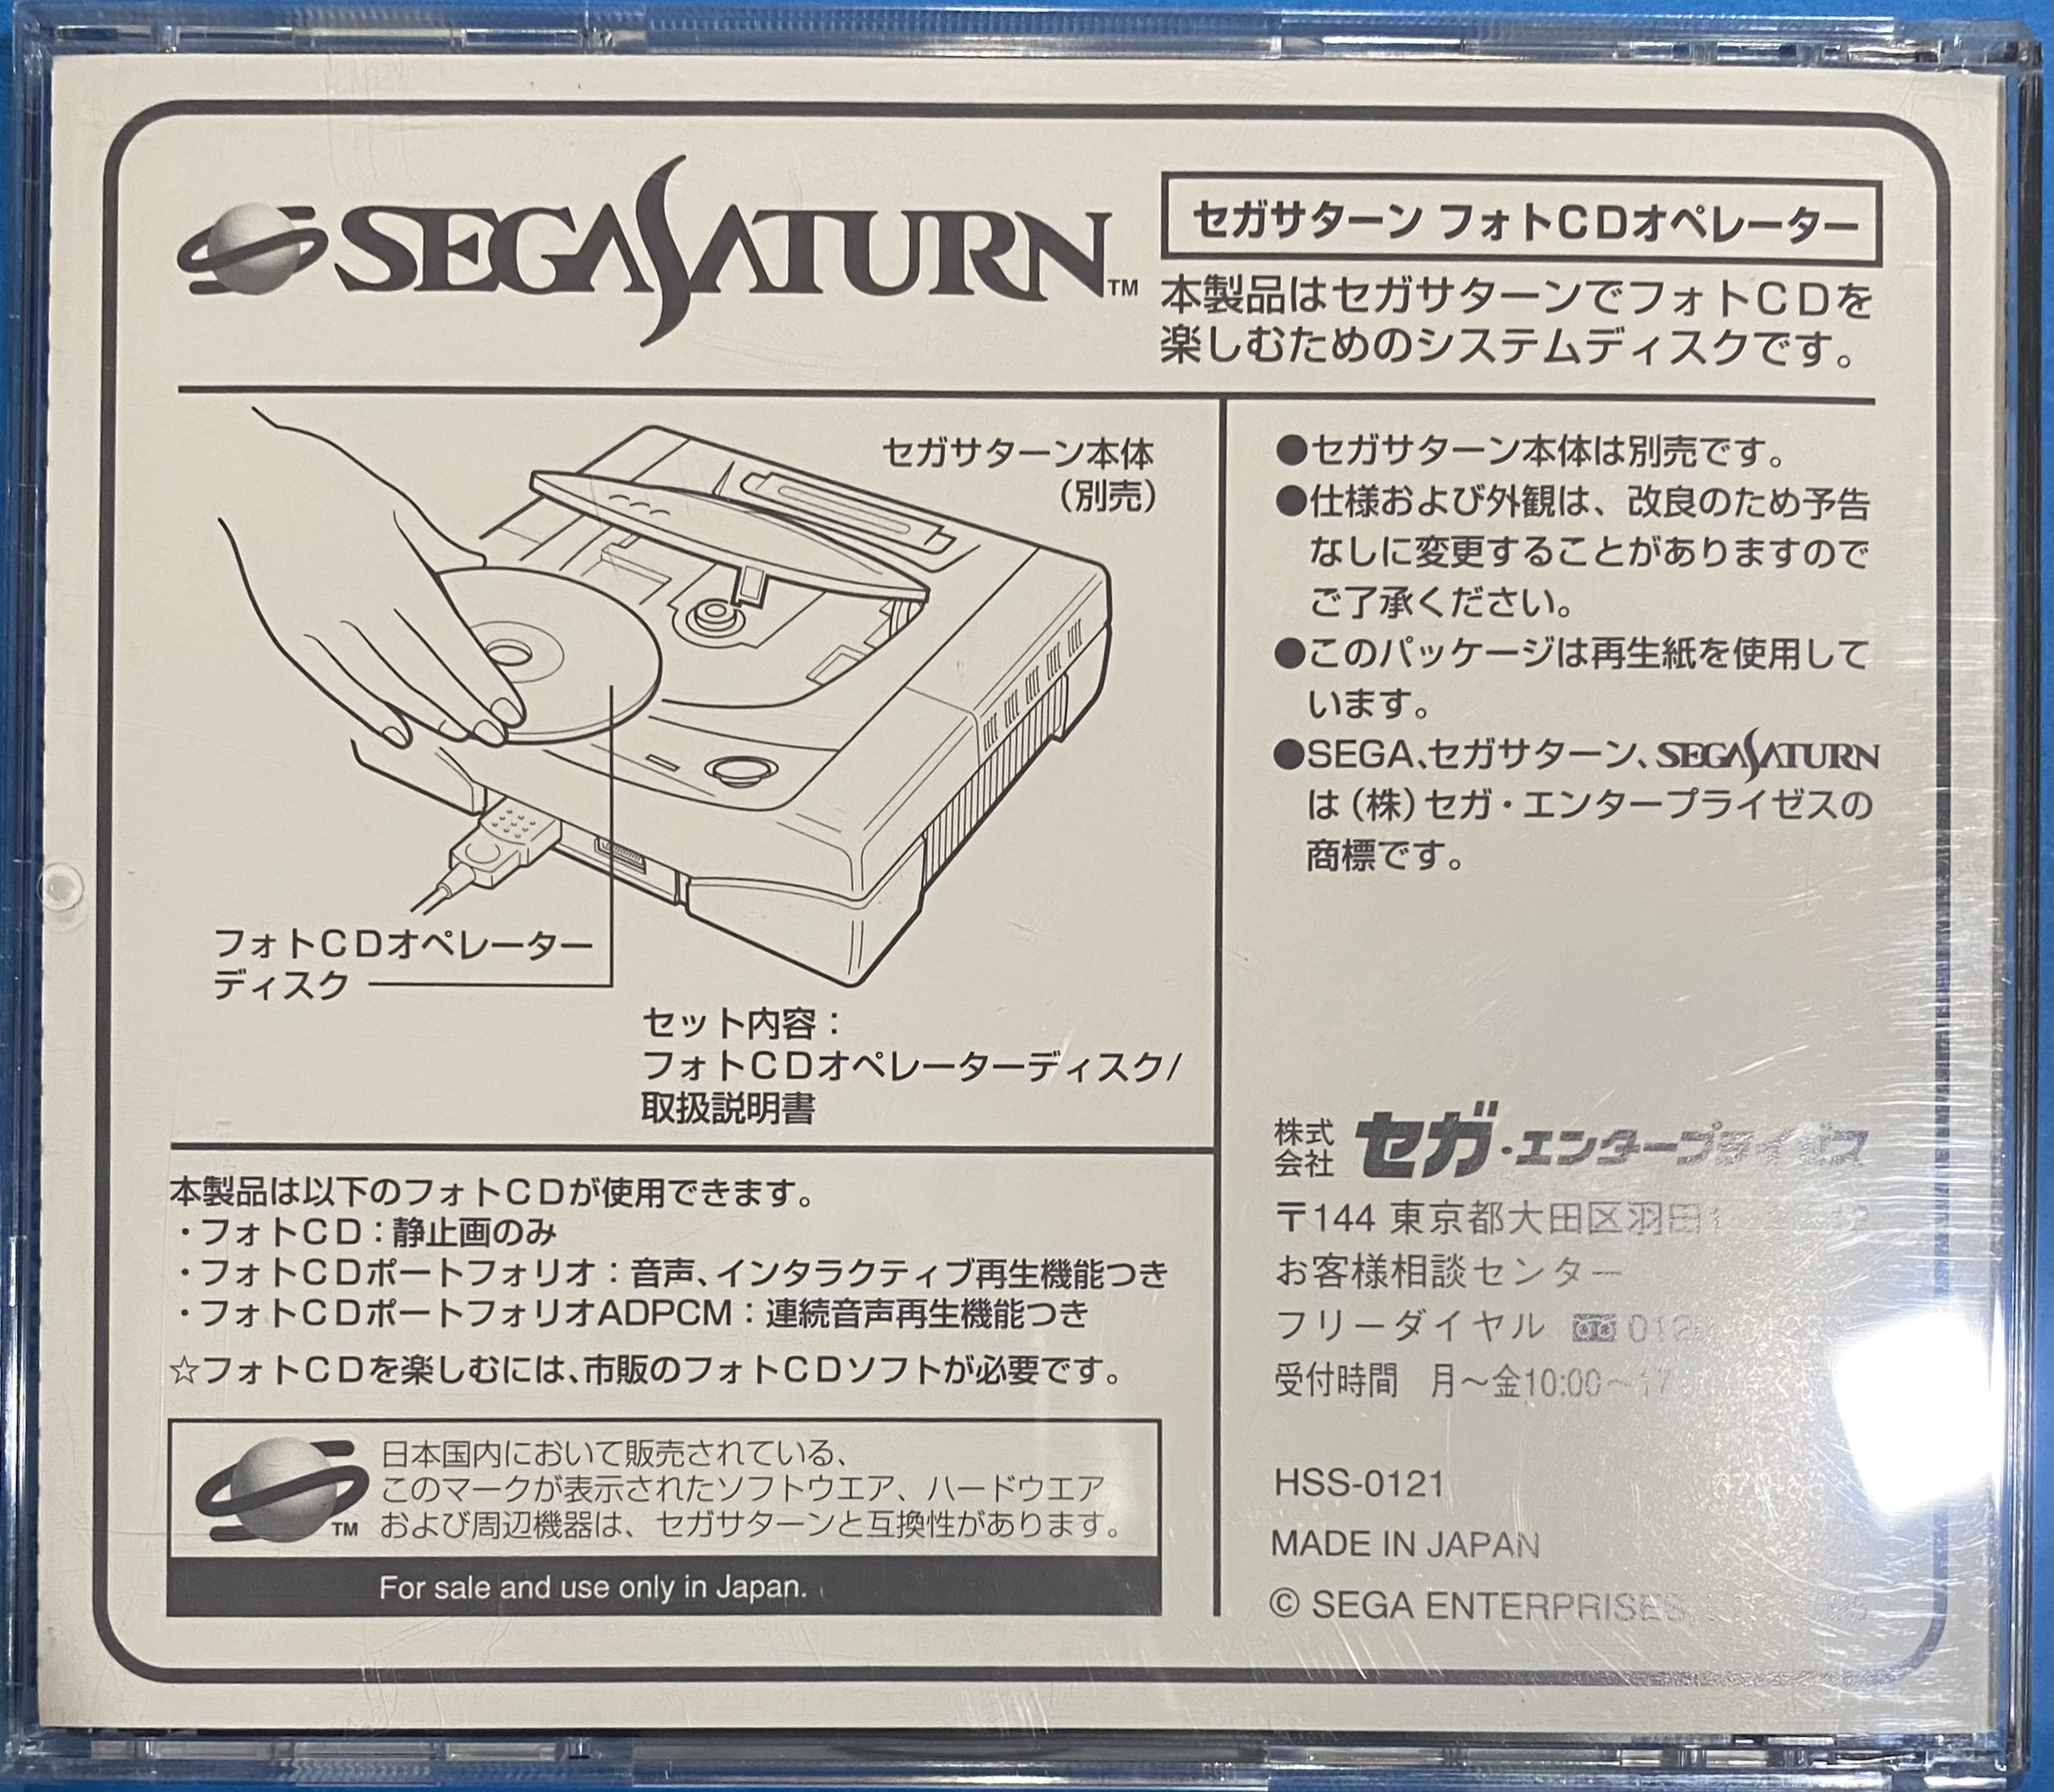 SEGA SATURN™
セガサターン フォトCDオペレーター
本製品はセガサターンでフォトCDを
楽しむためのシステムディスクです。
セガサターン本体
（別売）
フォトCDオペレーター
ディスク
セット内容：
フォトCDオペレーターディスク/
取扱説明書
本製品は以下のフォトCDが使用できます。
・フォトCD：静止画のみ
・フォトCDポートフォリオ：音声、インタラクティブ再生機能つき
・フォトCDポートフォリオADPCM：連続音声再生機能つき
☆フォトCDを楽しむには、市販のフォトCDソフトが必要です。
TM
日本国内において販売されている、
このマークが表示されたソフトウエア、ハードウエア
および周辺機器は、セガサターンと互換性があります。
For sale and use only in Japan.
●セガサターン本体は別売です。
●仕様および外観は、改良のため予告
なしに変更することがありますので
ご了承ください。
●このパッケージは再生紙を使用して
います。
●SEGA、セガサターン、SEGA SATURN
は（株）セガ・エンタープライゼスの
商標です。
株式会社 セガ・エンタープライゼス
〒144 東京都大田区羽田
お客様相談センター
フリーダイヤル
受付時間 月〜金10:00〜17
HSS-0121
MADE IN JAPAN
© SEGA ENTERPRISES